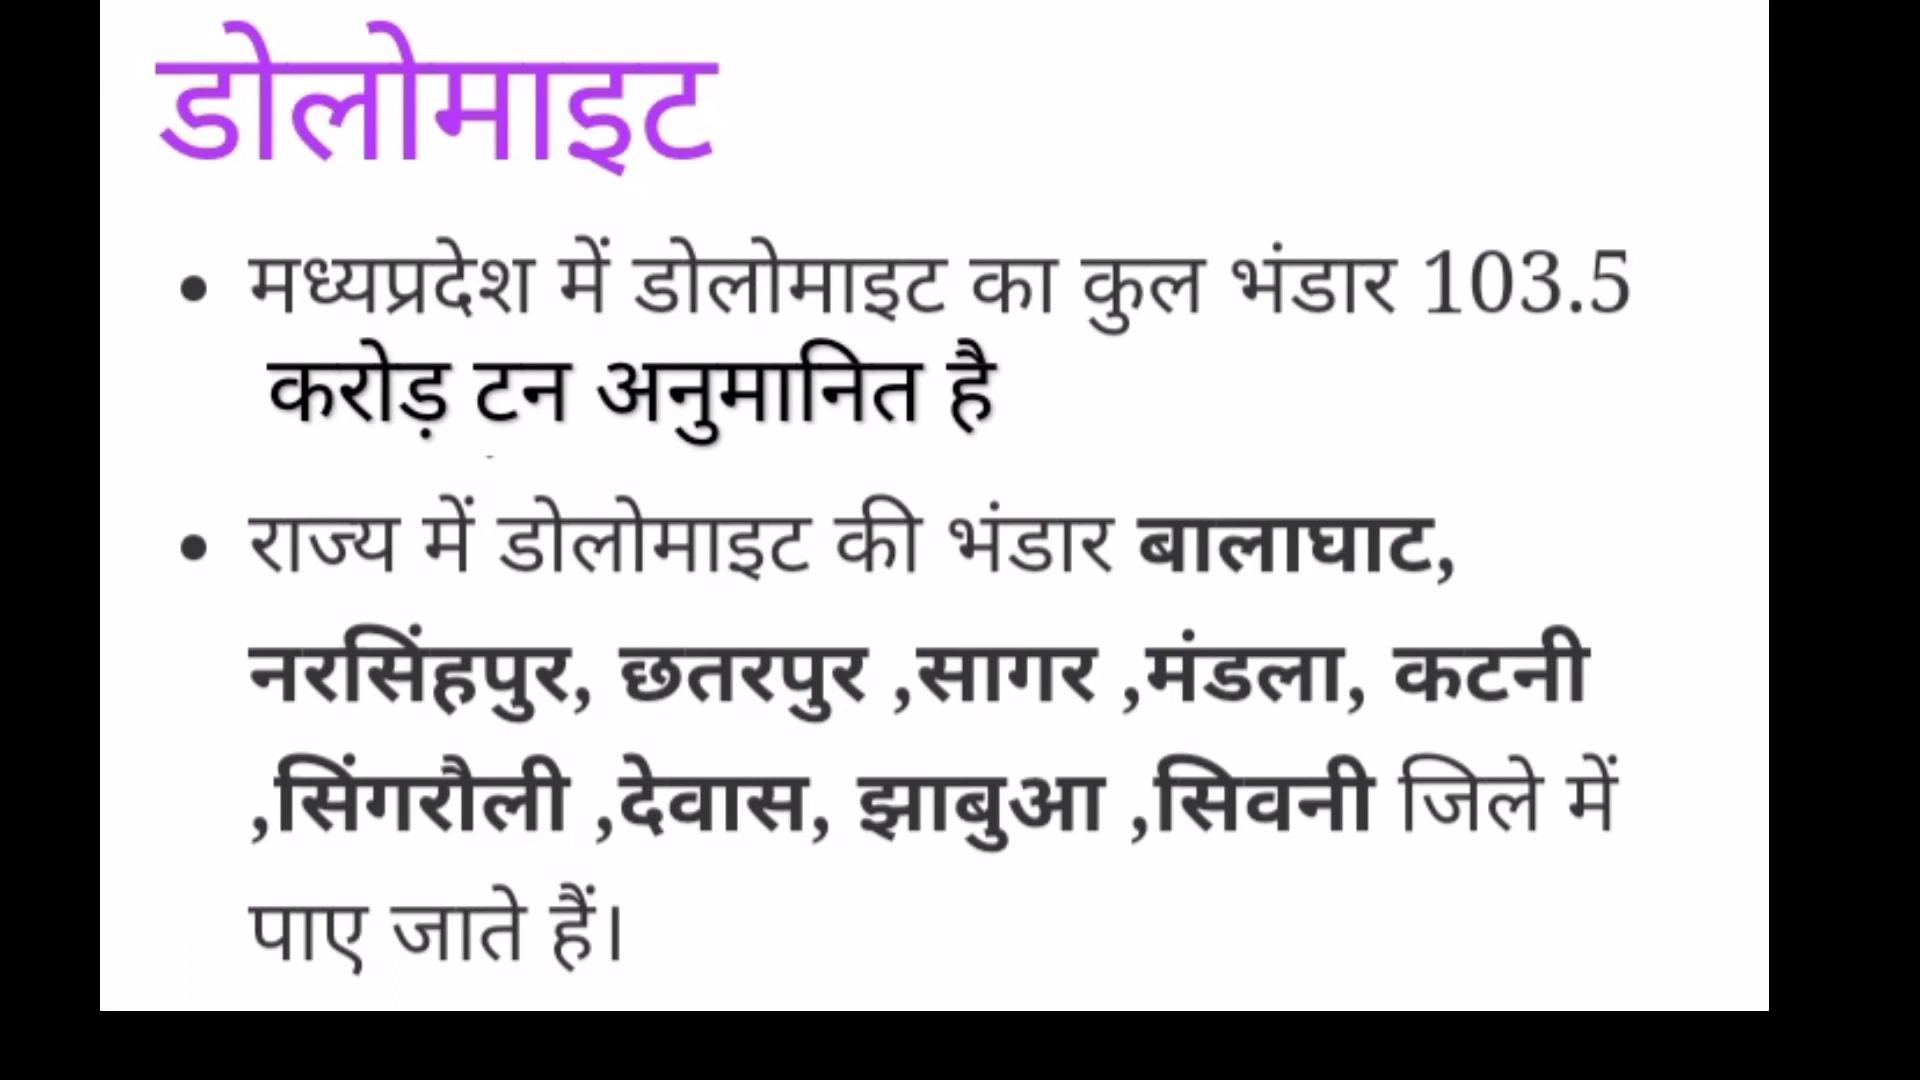 डोलोमाइट
• मध्यप्रदेश में डोलोमाइट का कुल भंडार 103.5
करोड़ टन अनुमानित है
• राज्य में डोलोमाइट की भंडार बालाघाट,
नरसिंहपुर, छतरपुर ,सागर ,मंडला, कटनी
,सिंगरौली ,देवास, झाबुआ ,सिवनी जिले में
पाए जाते हैं।